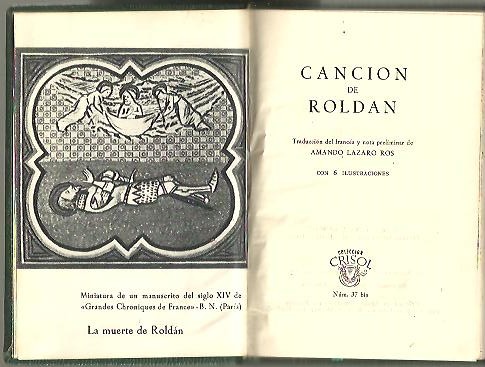 Miniatura de un manuscrito del siglo XIV de
«Grandes Chroniques de France» - B. N. (París)
La muerte de Roldán
CANCION
DE
ROLDAN
Traducción del francés y nota preliminar de
AMANDO LAZARO ROS
CON 6 ILUSTRACIONES
COLECCION
CRISOL
Núm. 37 bis